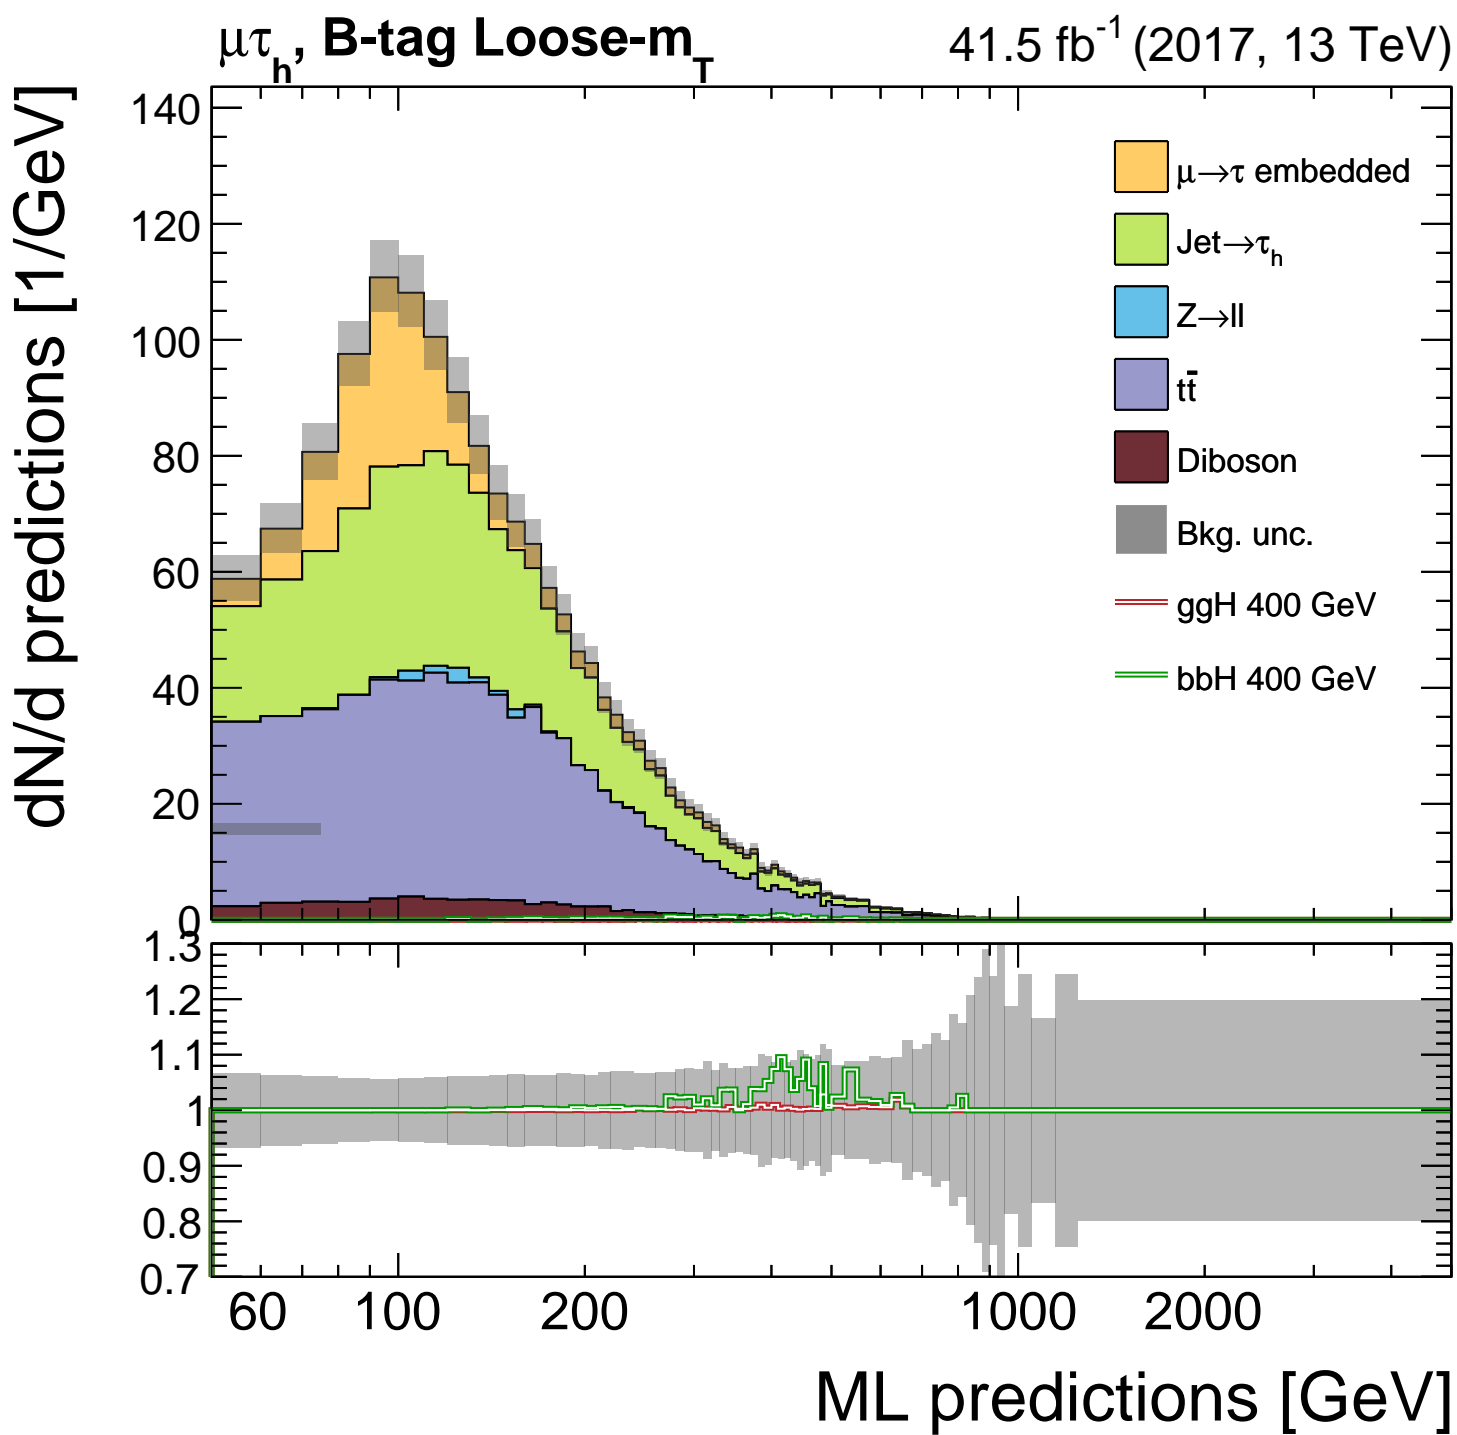 μτh, B-tag Loose-mT
41.5 fb-1 (2017, 13 TeV)
dN/d predictions [1/GeV]
140
120
100
80
60
40
20
0
μ→τ embedded
Jet→τh
Z→ll
tt̄
Diboson
Bkg. unc.
ggH 400 GeV
bbH 400 GeV
1.3
1.2
1.1
1
0.9
0.8
0.7
60 100 200 1000 2000
ML predictions [GeV]